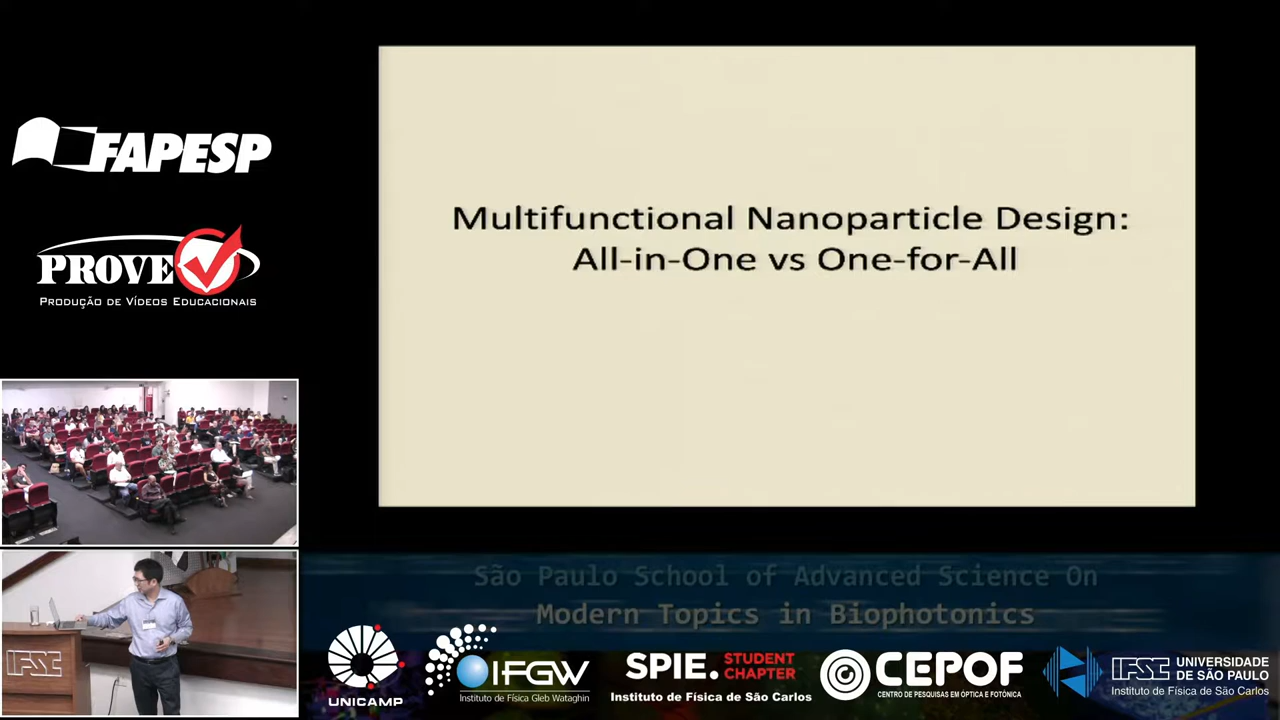 FAPESP
PROVE
PRODUÇÃO DE VÍDEOS EDUCACIONAIS
Multifunctional Nanoparticle Design:
All-in-One vs One-for-All
IFSC
São Paulo School of Advanced Science On
Modern Topics in Biophotonics
UNICAMP
IFGW
Instituto de Física Gleb Wataghin
SPIE. STUDENT
CHAPTER
Instituto de Física de São Carlos
CEPOF
CENTRO DE PESQUISAS EM ÓPTICA E FOTÔNICA
IFSC UNIVERSIDADE
DE SÃO PAULO
Instituto de Física de São Carlos